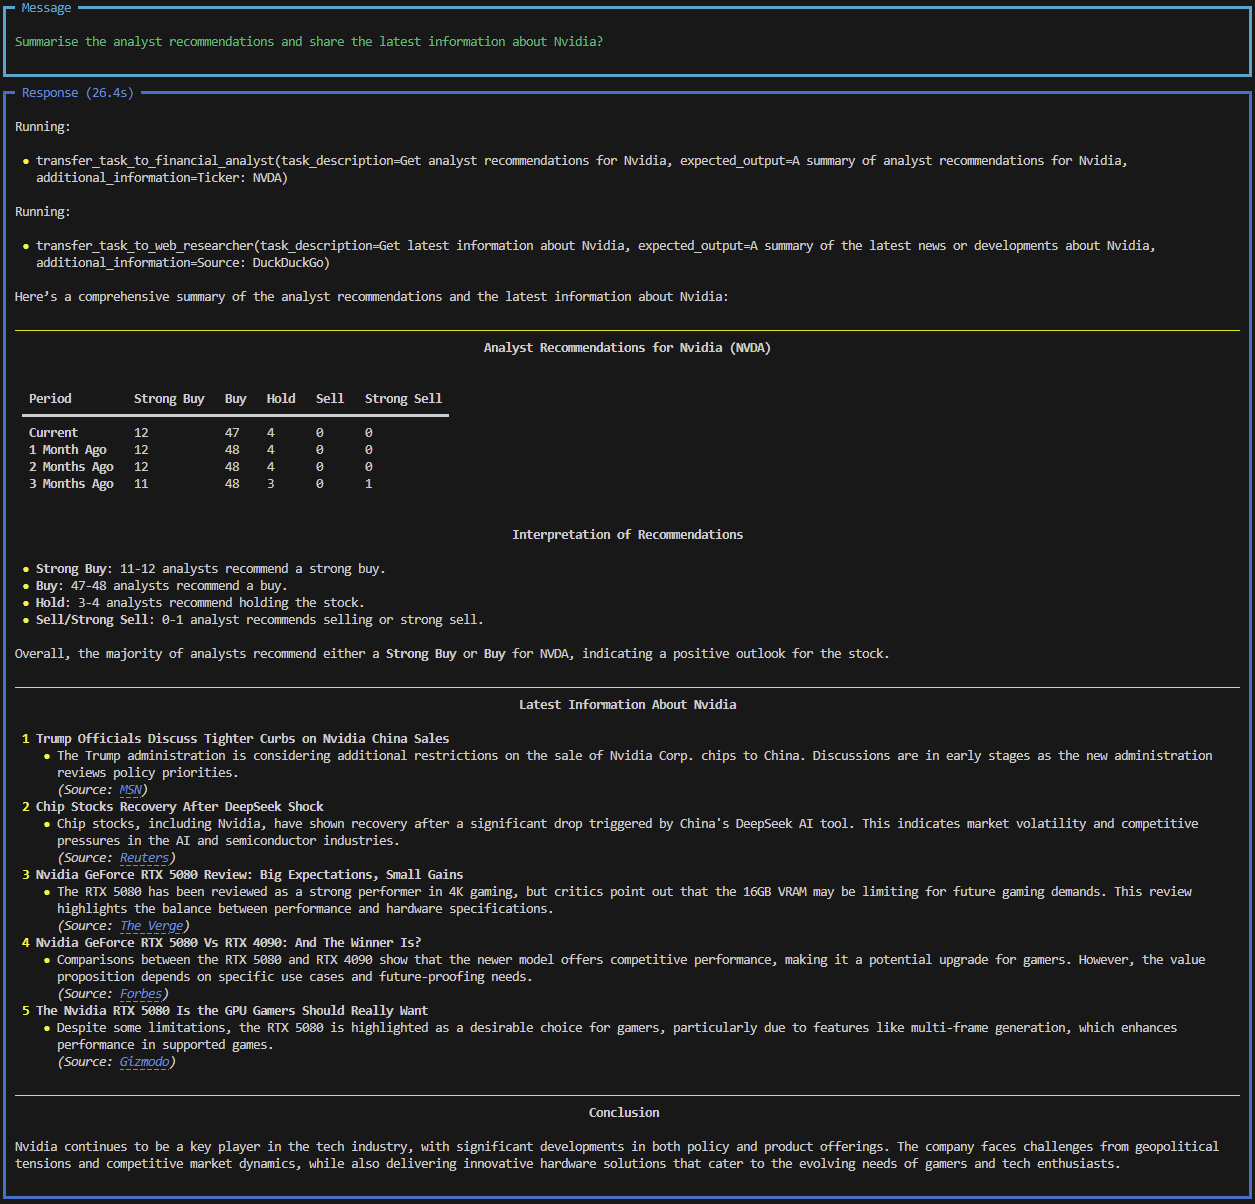 Message
Summarise the analyst recommendations and share the latest information about Nvidia?
Response (26.4s)
Running:
• transfer_task_to_financial_analyst(task_description=Get analyst recommendations for Nvidia, expected_output=A summary of analyst recommendations for Nvidia,
additional_information=Ticker: NVDA)
Running:
• transfer_task_to_web_researcher(task_description=Get latest information about Nvidia, expected_output=A summary of the latest news or developments about Nvidia,
additional_information=Source: DuckDuckGo)
Here’s a comprehensive summary of the analyst recommendations and the latest information about Nvidia:
Analyst Recommendations for Nvidia (NVDA)
Period Strong Buy Buy Hold Sell Strong Sell
Current 12 47 4 0 0
1 Month Ago 12 48 4 0 0
2 Months Ago 12 48 4 0 0
3 Months Ago 11 48 3 0 1
Interpretation of Recommendations
• Strong Buy: 11-12 analysts recommend a strong buy.
• Buy: 47-48 analysts recommend a buy.
• Hold: 3-4 analysts recommend holding the stock.
• Sell/Strong Sell: 0-1 analyst recommends selling or strong sell.
Overall, the majority of analysts recommend either a Strong Buy or Buy for NVDA, indicating a positive outlook for the stock.
Latest Information About Nvidia
1 Trump Officials Discuss Tighter Curbs on Nvidia China Sales
• The Trump administration is considering additional restrictions on the sale of Nvidia Corp. chips to China. Discussions are in early stages as the new administration
reviews policy priorities.
(Source: MSN)
2 Chip Stocks Recovery After DeepSeek Shock
• Chip stocks, including Nvidia, have shown recovery after a significant drop triggered by China's DeepSeek AI tool. This indicates market volatility and competitive
pressures in the AI and semiconductor industries.
(Source: Reuters)
3 Nvidia GeForce RTX 5080 Review: Big Expectations, Small Gains
• The RTX 5080 has been reviewed as a strong performer in 4K gaming, but critics point out that the 16GB VRAM may be limiting for future gaming demands. This review
highlights the balance between performance and hardware specifications.
(Source: The Verge)
4 Nvidia GeForce RTX 5080 Vs RTX 4090: And The Winner Is?
• Comparisons between the RTX 5080 and RTX 4090 show that the newer model offers competitive performance, making it a potential upgrade for gamers. However, the value
proposition depends on specific use cases and future-proofing needs.
(Source: Forbes)
5 The Nvidia RTX 5080 Is the GPU Gamers Should Really Want
• Despite some limitations, the RTX 5080 is highlighted as a desirable choice for gamers, particularly due to features like multi-frame generation, which enhances
performance in supported games.
(Source: Gizmodo)
Conclusion
Nvidia continues to be a key player in the tech industry, with significant developments in both policy and product offerings. The company faces challenges from geopolitical
tensions and competitive market dynamics, while also delivering innovative hardware solutions that cater to the evolving needs of gamers and tech enthusiasts.